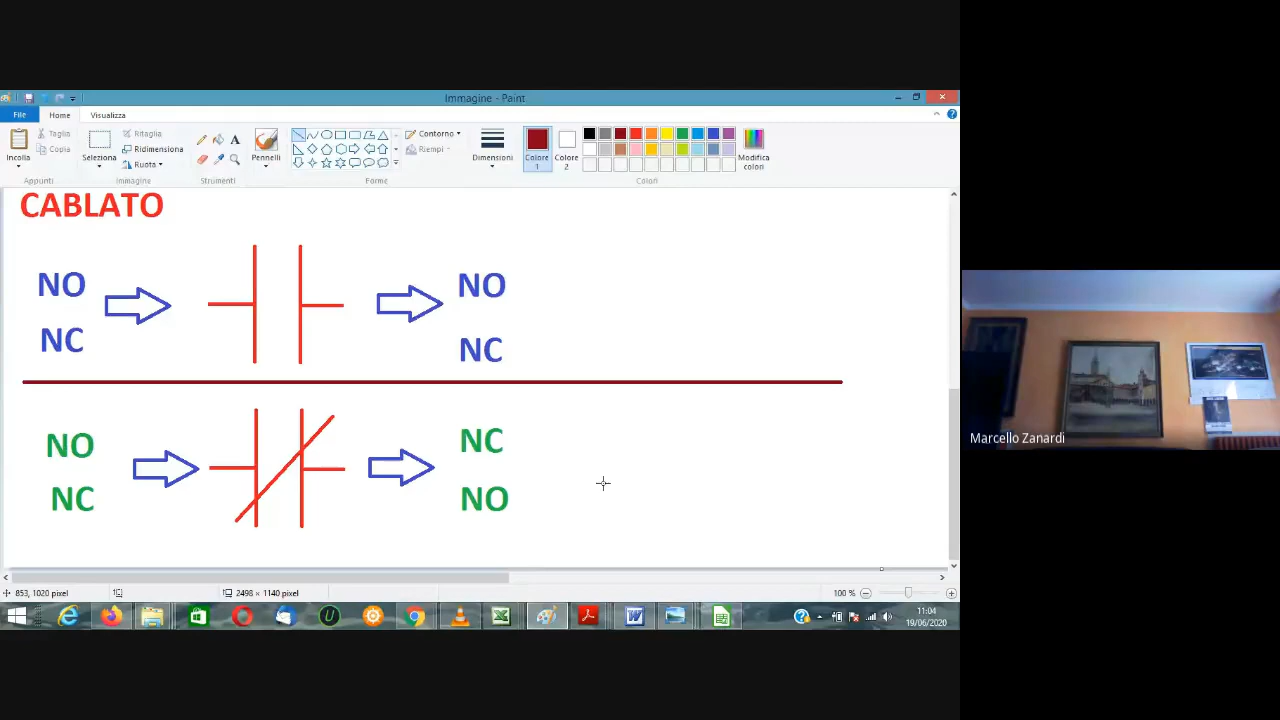 Immagine - Paint
File
Home
Visualizza
Incolla
Taglia
Copia
Appunti
Seleziona
Ritaglia
Ridimensiona
Ruota
Immagine
Strumenti
Pennelli
Contorno
Riempi
Forme
Dimensioni
Colore 1
Colore 2
Modifica colori
Colori
CABLATO
NO
NO
NC
NC
NO
NC
NC
NO
Marcello Zanardi
853, 1020 pixel
2498 × 1140 pixel
100 %
11:04
19/06/2020